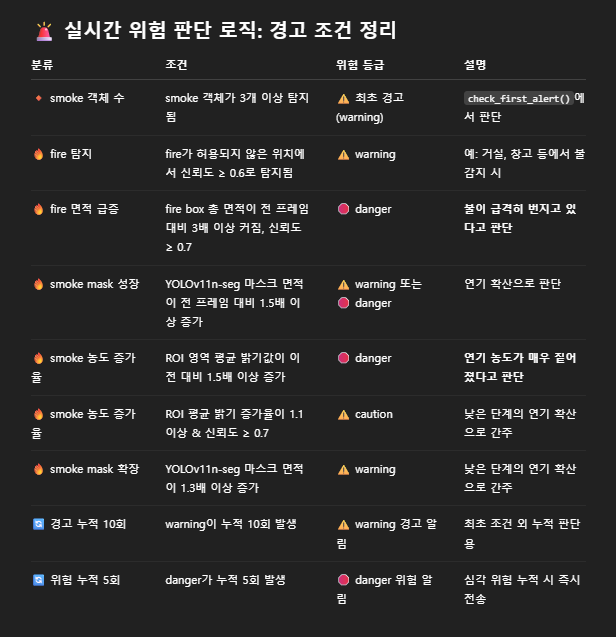 🚨 실시간 위험 판단 로직: 경고 조건 정리
분류 조건 위험 등급 설명
🔸 smoke 객체 수 smoke 객체가 3개 이상 탐지됨 ⚠️ 최초 경고 (warning) check_first_alert()에서 판단
🔥 fire 탐지 fire가 허용되지 않은 위치에서 신뢰도 ≥ 0.6로 탐지됨 ⚠️ warning 예: 거실, 창고 등에서 불 감지 시
🔥 fire 면적 급증 fire box 총 면적이 전 프레임 대비 3배 이상 커짐, 신뢰도 ≥ 0.7 🛑 danger 불이 급격히 번지고 있다고 판단
🔥 smoke mask 성장 YOLOv11n-seg 마스크 면적이 전 프레임 대비 1.5배 이상 증가 ⚠️ warning 또는 🛑 danger 연기 확산으로 판단
🔥 smoke 농도 증가율 ROI 영역 평균 밝기값이 이전 대비 1.5배 이상 증가 🛑 danger 연기 농도가 매우 짙어졌다고 판단
🔥 smoke 농도 증가율 ROI 평균 밝기 증가율이 1.1 이상 & 신뢰도 ≥ 0.7 ⚠️ caution 낮은 단계의 연기 확산으로 간주
🔥 smoke mask 확장 YOLOv11n-seg 마스크 면적이 1.3배 이상 증가 ⚠️ warning 낮은 단계의 연기 확산으로 간주
🔄 경고 누적 10회 warning이 누적 10회 발생 ⚠️ warning 경고 알림 최초 조건 외 누적 판단용
🔄 위험 누적 5회 danger가 누적 5회 발생 🛑 danger 위험 알림 심각 위험 누적 시 즉시 전송